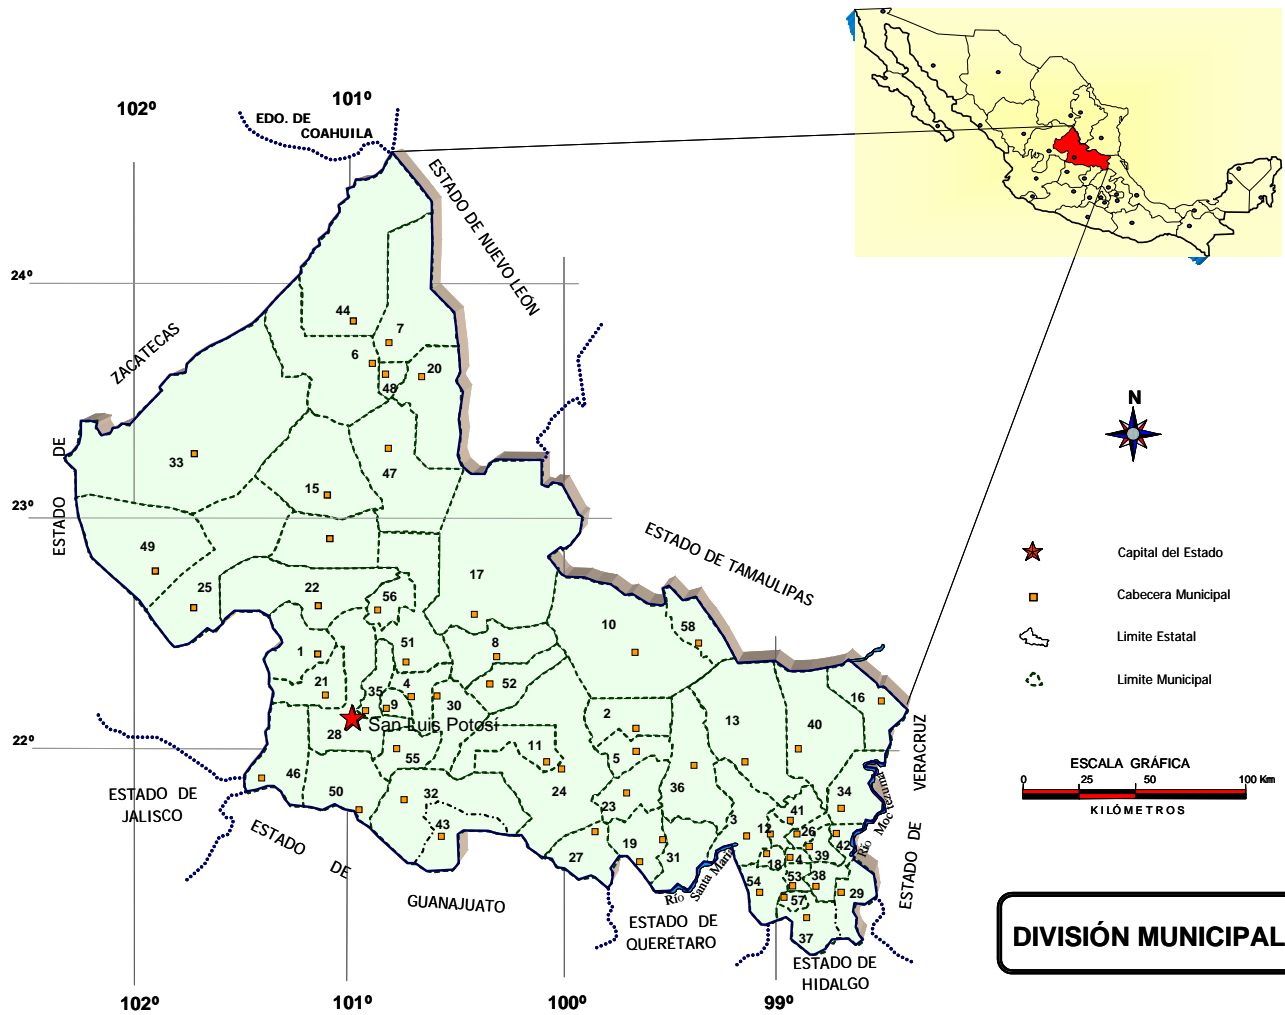 102º
101º
EDO. DE
COAHUILA
ESTADO DE NUEVO LEÓN
24º
ZACATECAS
44
7
6
20
48
N
DE
33
47
15
23º
ESTADO
49
ESTADO DE TAMAULIPAS
Capital del Estado
17
25
22
56
Cabecera Municipal
10
58
Limite Estatal
1
51
8
Limite Municipal
21
35
4
52
16
9
30
2
13
40
28
San Luis Potosí
VERACRUZ
22º
11
5
55
ESCALA GRÁFICA
46
50
32
24
36
34
0
25
50
100 Km
KILÓMETROS
ESTADO DE
JALISCO
23
41
Río Moctezuma
43
3
12
26
42
ESTADO DE
27
19
31
18
4
39
ESTADO DE
Río Santa María
54
53
38
57
29
GUANAJUATO
ESTADO DE
QUERÉTARO
37
DIVISIÓN MUNICIPAL
ESTADO DE
HIDALGO
102º
101º
100º
99º